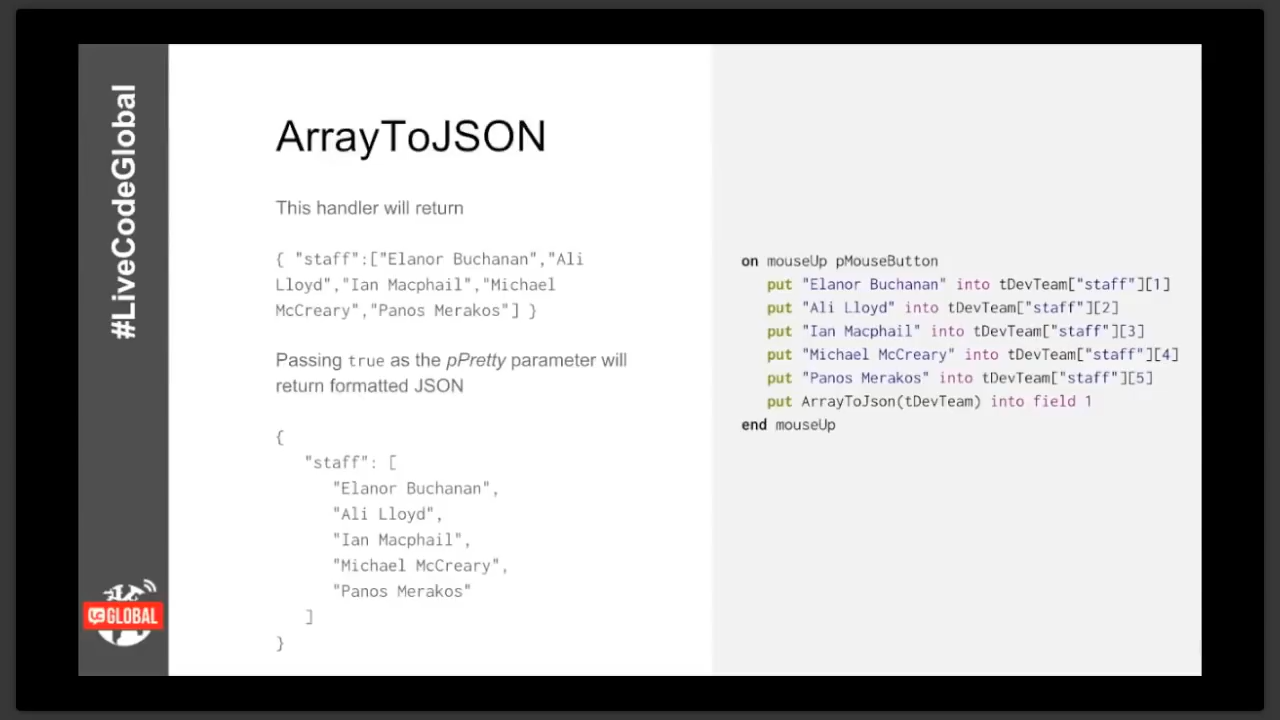 #LiveCodeGlobal
ArrayToJSON
This handler will return
{ "staff":["Elanor Buchanan","Ali
Lloyd","Ian Macphail","Michael
McCreary","Panos Merakos"] }
Passing true as the pPretty parameter will
return formatted JSON
{
"staff": [
"Elanor Buchanan",
"Ali Lloyd",
"Ian Macphail",
"Michael McCreary",
"Panos Merakos"
]
}
on mouseUp pMouseButton
put "Elanor Buchanan" into tDevTeam["staff"][1]
put "Ali Lloyd" into tDevTeam["staff"][2]
put "Ian Macphail" into tDevTeam["staff"][3]
put "Michael McCreary" into tDevTeam["staff"][4]
put "Panos Merakos" into tDevTeam["staff"][5]
put ArrayToJson(tDevTeam) into field 1
end mouseUp
GLOBAL